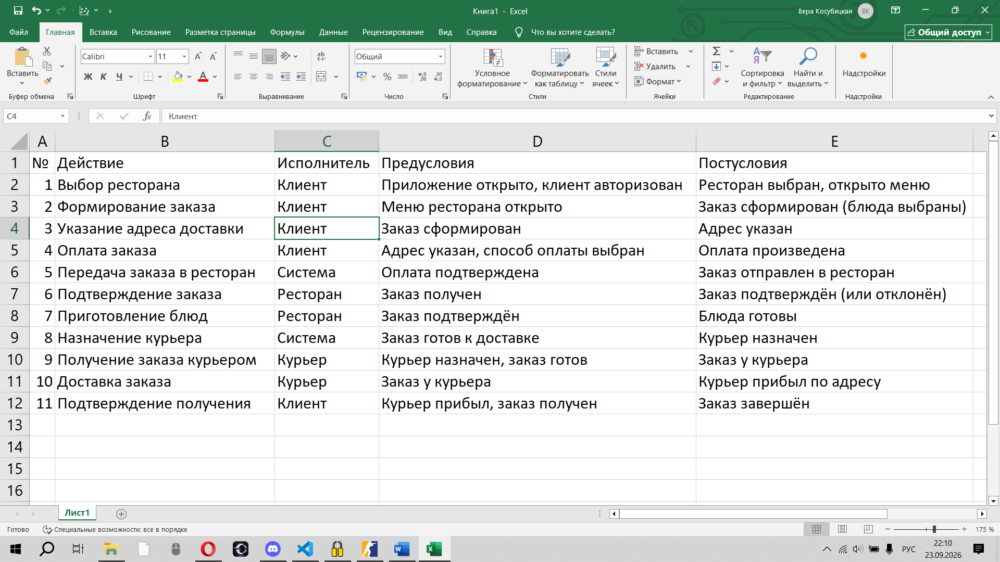 Книга1 - Excel
Вера Косубицкая
ВК
Файл Главная Вставка Рисование Разметка страницы Формулы Данные Рецензирование Вид Справка Что вы хотите сделать? Общий доступ
Вставить
Буфер обмена
Calibri 11
Ж К Ч А
Шрифт
ab
Выравнивание
Общий
% 000
Число
Условное форматирование
Форматировать как таблицу
Стили ячеек
Стили
Вставить
Удалить
Формат
Ячейки
Сортировка и фильтр
Найти и выделить
Редактирование
Надстройки
Надстройки
C4 fx Клиент
A B C D E
1 № Действие Исполнитель Предусловия Постусловия
2 1 Выбор ресторана Клиент Приложение открыто, клиент авторизован Ресторан выбран, открыто меню
3 2 Формирование заказа Клиент Меню ресторана открыто Заказ сформирован (блюда выбраны)
4 3 Указание адреса доставки Клиент Заказ сформирован Адрес указан
5 4 Оплата заказа Клиент Адрес указан, способ оплаты выбран Оплата произведена
6 5 Передача заказа в ресторан Система Оплата подтверждена Заказ отправлен в ресторан
7 6 Подтверждение заказа Ресторан Заказ получен Заказ подтверждён (или отклонён)
8 7 Приготовление блюд Ресторан Заказ подтверждён Блюда готовы
9 8 Назначение курьера Система Заказ готов к доставке Курьер назначен
10 9 Получение заказа курьером Курьер Курьер назначен, заказ готов Заказ у курьера
11 10 Доставка заказа Курьер Заказ у курьера Курьер прибыл по адресу
12 11 Подтверждение получения Клиент Курьер прибыл, заказ получен Заказ завершён
13
14
15
16
Лист1
Готово Специальные возможности: все в порядке 175 %
РУС
22:10
23.09.2026